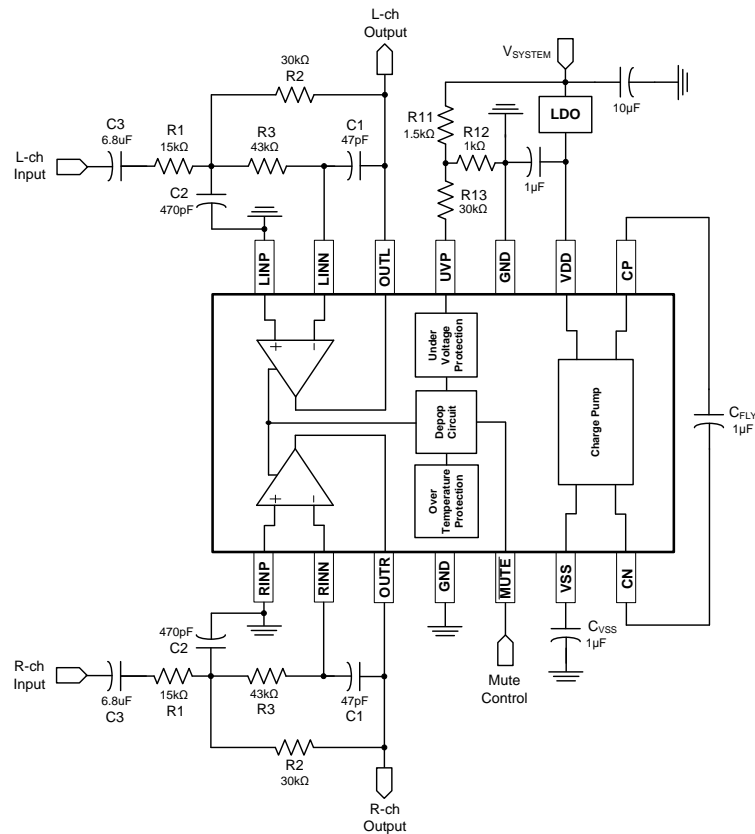 L-ch
Output
30kΩ
R2
V_SYSTEM
10µF
LDO
C3
6.8uF
R1
15kΩ
R3
43kΩ
C1
47pF
R11
1.5kΩ
R12
1kΩ
1µF
L-ch
Input
C2
470pF
R13
30kΩ
LINP
LINN
OUTL
UVP
GND
VDD
CP
+
-
Under
Voltage
Protection
Depop
Circuit
Over
Temperature
Protection
Charge Pump
C_FLY
1µF
+
-
RINP
RINN
OUTR
GND
MUTE
VSS
CN
470pF
C2
C_VSS
1µF
R-ch
Input
6.8uF
C3
15kΩ
R1
43kΩ
R3
47pF
C1
Mute
Control
R2
30kΩ
R-ch
Output